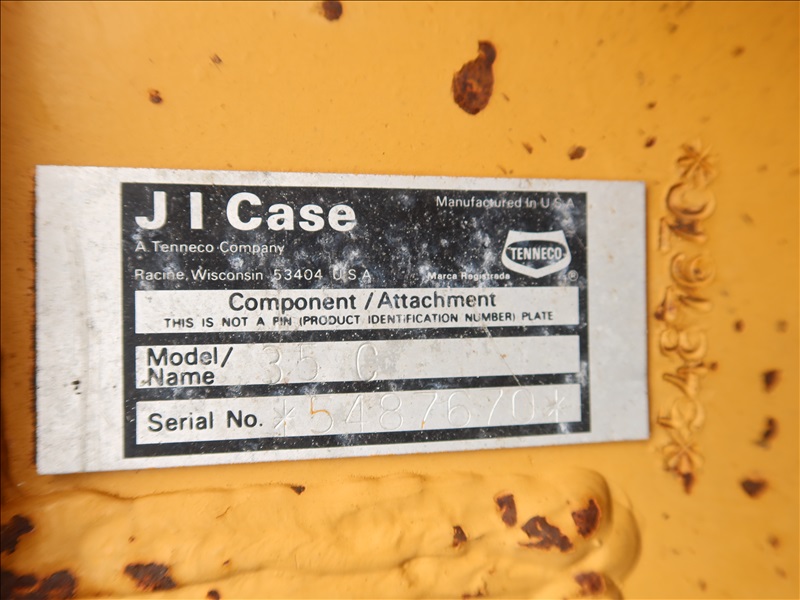 J I Case
Manufactured In U S A
A Tenneco Company
TENNECO
Racine, Wisconsin 53404 U.S.A.
Marca Registrada ®
Component / Attachment
THIS IS NOT A PIN (PRODUCT IDENTIFICATION NUMBER) PLATE
Model/
Name 35 C
Serial No. *5487670*
*5487670*